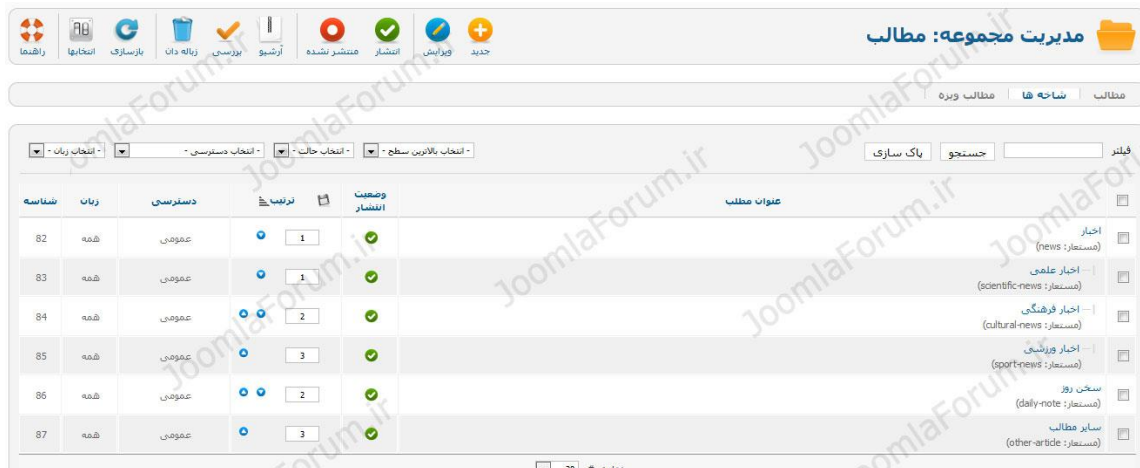 مدیریت مجموعه: مطالب
جدید ویرایش انتشار منتشر نشده آرشیو بررسی زباله دان بازسازی انتخابها راهنما
مطالب شاخه ها مطالب ویژه
فیلتر جستجو پاک سازی - انتخاب بالاترین سطح - - انتخاب حالت - - انتخاب دسترسی - - انتخاب زبان -
عنوان مطلب وضعیت انتشار ترتیب دسترسی زبان شناسه
اخبار 1 عمومی همه 82
(مستعار: news)
اخبار علمی 1 عمومی همه 83
(مستعار: scientific-news)
اخبار فرهنگی 2 عمومی همه 84
(مستعار: cultural-news)
اخبار ورزشی 3 عمومی همه 85
(مستعار: sport-news)
سخن روز 2 عمومی همه 86
(مستعار: daily-note)
سایر مطالب 3 عمومی همه 87
(مستعار: other-article)
JoomlaForum.ir